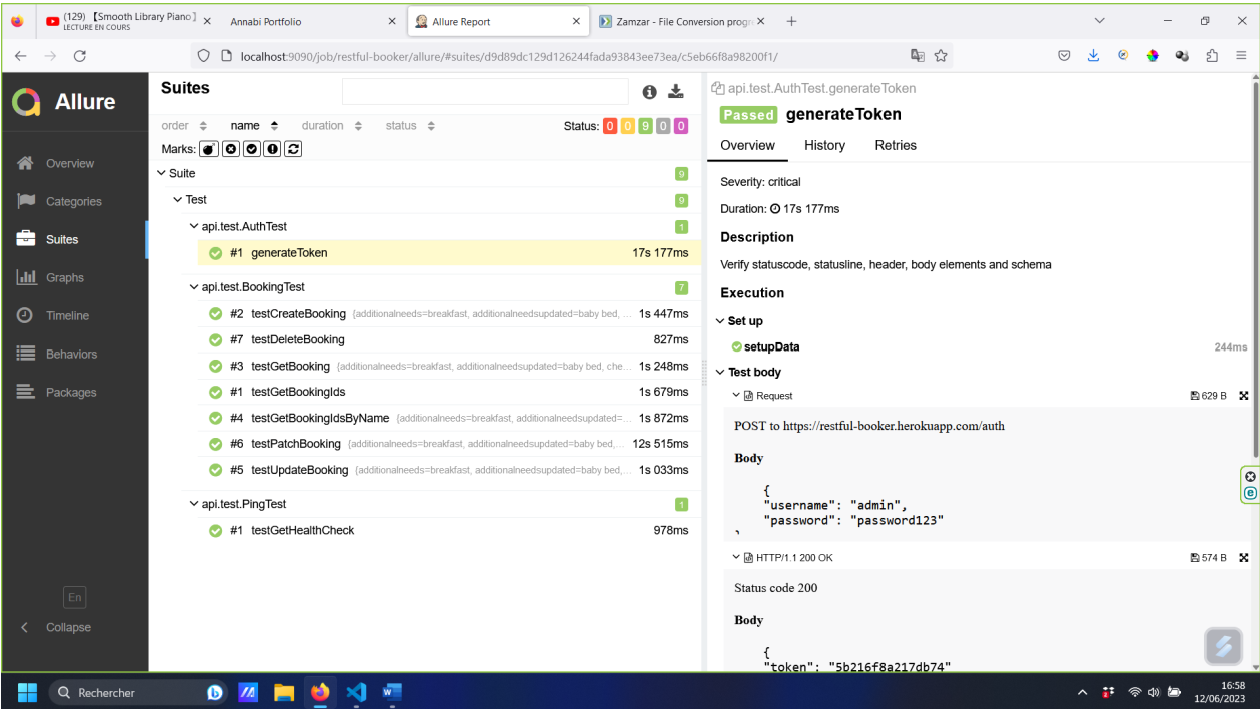 (129) 【Smooth Library Piano】
LECTURE EN COURS
Annabi Portfolio
Allure Report
Zamzar - File Conversion progre
localhost:9090/job/restful-booker/allure/#suites/d9d89dc129d126244fada93843ee73ea/c5eb66f8a98200f1/
Allure
Overview
Categories
Suites
Graphs
Timeline
Behaviors
Packages
En
Collapse
Suites
order name duration status Status: 0 0 9 0 0
Marks:
Suite 9
Test 9
api.test.AuthTest 1
#1 generateToken 17s 177ms
api.test.BookingTest 7
#2 testCreateBooking {additionalneeds=breakfast, additionalneedsupdated=baby bed, ... 1s 447ms
#7 testDeleteBooking 827ms
#3 testGetBooking {additionalneeds=breakfast, additionalneedsupdated=baby bed, che... 1s 248ms
#1 testGetBookingIds 1s 679ms
#4 testGetBookingIdsByName {additionalneeds=breakfast, additionalneedsupdated=... 1s 872ms
#6 testPatchBooking {additionalneeds=breakfast, additionalneedsupdated=baby bed,... 12s 515ms
#5 testUpdateBooking {additionalneeds=breakfast, additionalneedsupdated=baby bed,... 1s 033ms
api.test.PingTest 1
#1 testGetHealthCheck 978ms
api.test.AuthTest.generateToken
Passed generateToken
Overview History Retries
Severity: critical
Duration: 17s 177ms
Description
Verify statuscode, statusline, header, body elements and schema
Execution
Set up
setupData 244ms
Test body
Request 629 B
POST to https://restful-booker.herokuapp.com/auth
Body
{
"username": "admin",
"password": "password123"
HTTP/1.1 200 OK 574 B
Status code 200
Body
{
"token": "5b216f8a217db74"
Rechercher
16:58
12/06/2023